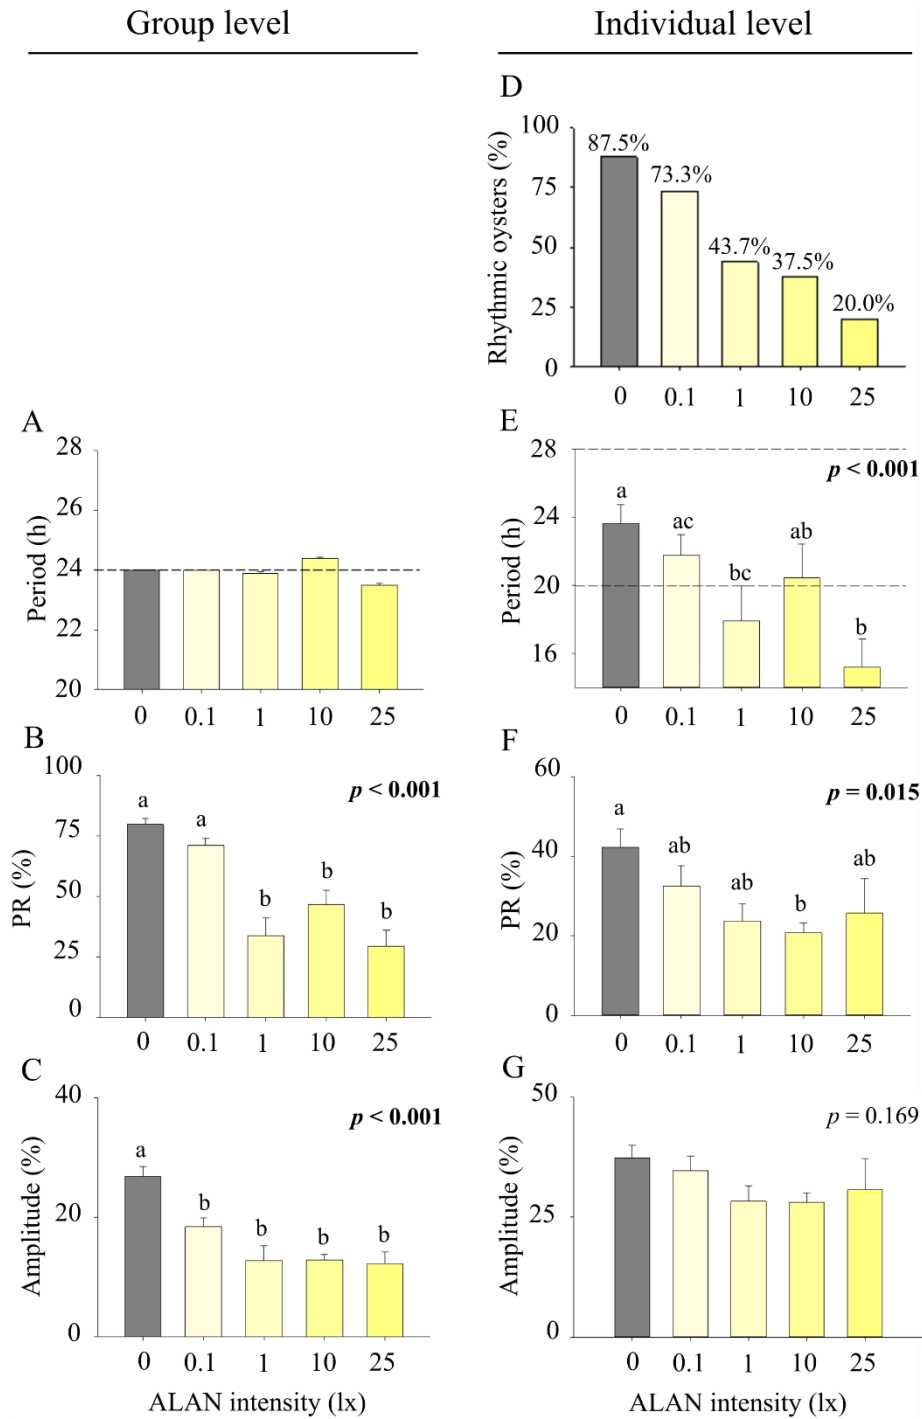 Group level
Individual level
D
Rhythmic oysters (%)
100
75
50
25
0
87.5%
73.3%
43.7%
37.5%
20.0%
0 0.1 1 10 25
A
Period (h)
28
26
24
22
20
0 0.1 1 10 25
E
Period (h)
28
24
20
16
p < 0.001
a
ac
bc
ab
b
0 0.1 1 10 25
B
PR (%)
100
75
50
25
0
p < 0.001
a
a
b
b
b
0 0.1 1 10 25
F
PR (%)
60
40
20
0
p = 0.015
a
ab
ab
b
ab
0 0.1 1 10 25
C
Amplitude (%)
40
20
0
p < 0.001
a
b
b
b
b
0 0.1 1 10 25
ALAN intensity (lx)
G
Amplitude (%)
50
25
0
p = 0.169
0 0.1 1 10 25
ALAN intensity (lx)